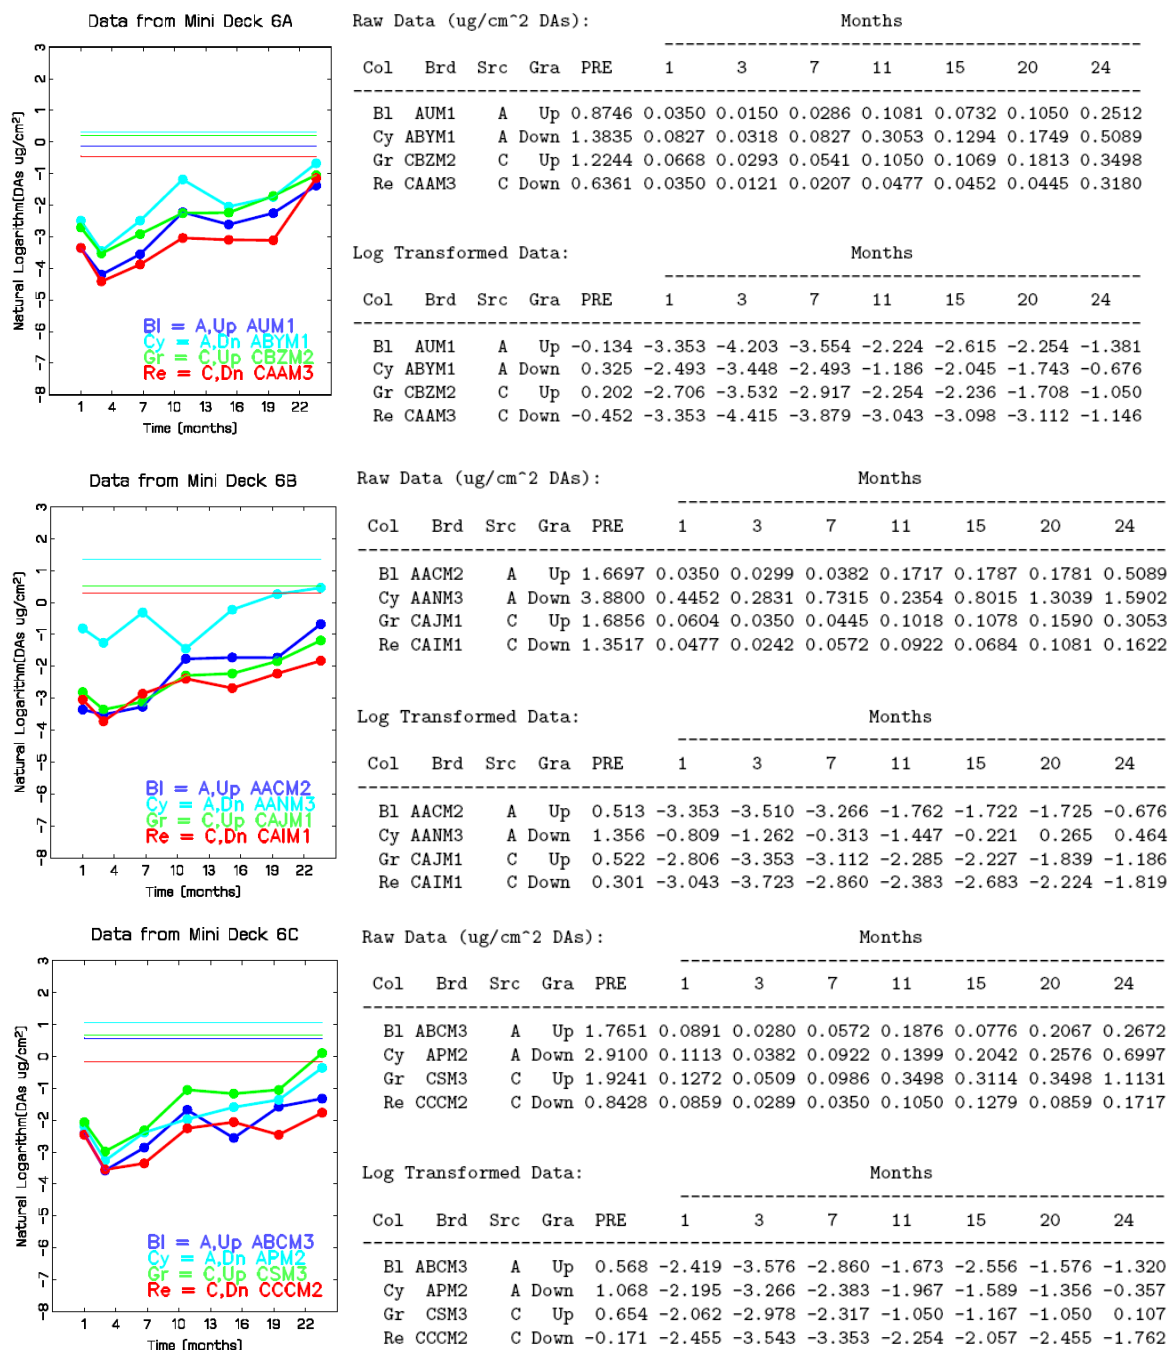 Data from Mini Deck 6A
Natural Logarithm(DAs ug/cm²)
3
2
1
0
-1
-2
-3
-4
-5
-6
-7
-8
Bl = A,Up AUM1
Cy = A,Dn ABYM1
Gr = C,Up CBZM2
Re = C,Dn CAAM3
1 4 7 10 13 16 19 22
Time (months)
Raw Data (ug/cm^2 DAs): Months
Col Brd Src Gra PRE 1 3 7 11 15 20 24
Bl AUM1 A Up 0.8746 0.0350 0.0150 0.0286 0.1081 0.0732 0.1050 0.2512
Cy ABYM1 A Down 1.3835 0.0827 0.0318 0.0827 0.3053 0.1294 0.1749 0.5089
Gr CBZM2 C Up 1.2244 0.0668 0.0293 0.0541 0.1050 0.1069 0.1813 0.3498
Re CAAM3 C Down 0.6361 0.0350 0.0121 0.0207 0.0477 0.0452 0.0445 0.3180
Log Transformed Data: Months
Col Brd Src Gra PRE 1 3 7 11 15 20 24
Bl AUM1 A Up -0.134 -3.353 -4.203 -3.554 -2.224 -2.615 -2.254 -1.381
Cy ABYM1 A Down 0.325 -2.493 -3.448 -2.493 -1.186 -2.045 -1.743 -0.676
Gr CBZM2 C Up 0.202 -2.706 -3.532 -2.917 -2.254 -2.236 -1.708 -1.050
Re CAAM3 C Down -0.452 -3.353 -4.415 -3.879 -3.043 -3.098 -3.112 -1.146
Data from Mini Deck 6B
Natural Logarithm(DAs ug/cm²)
3
2
1
0
-1
-2
-3
-4
-5
-6
-7
-8
Bl = A,Up AACM2
Cy = A,Dn AANM3
Gr = C,Up CAJM1
Re = C,Dn CAIM1
1 4 7 10 13 16 19 22
Time (months)
Raw Data (ug/cm^2 DAs): Months
Col Brd Src Gra PRE 1 3 7 11 15 20 24
Bl AACM2 A Up 1.6697 0.0350 0.0299 0.0382 0.1717 0.1787 0.1781 0.5089
Cy AANM3 A Down 3.8800 0.4452 0.2831 0.7315 0.2354 0.8015 1.3039 1.5902
Gr CAJM1 C Up 1.6856 0.0604 0.0350 0.0445 0.1018 0.1078 0.1590 0.3053
Re CAIM1 C Down 1.3517 0.0477 0.0242 0.0572 0.0922 0.0684 0.1081 0.1622
Log Transformed Data: Months
Col Brd Src Gra PRE 1 3 7 11 15 20 24
Bl AACM2 A Up 0.513 -3.353 -3.510 -3.266 -1.762 -1.722 -1.725 -0.676
Cy AANM3 A Down 1.356 -0.809 -1.262 -0.313 -1.447 -0.221 0.265 0.464
Gr CAJM1 C Up 0.522 -2.806 -3.353 -3.112 -2.285 -2.227 -1.839 -1.186
Re CAIM1 C Down 0.301 -3.043 -3.723 -2.860 -2.383 -2.683 -2.224 -1.819
Data from Mini Deck 6C
Natural Logarithm(DAs ug/cm²)
3
2
1
0
-1
-2
-3
-4
-5
-6
-7
-8
Bl = A,Up ABCM3
Cy = A,Dn APM2
Gr = C,Up CSM3
Re = C,Dn CCCM2
1 4 7 10 13 16 19 22
Time (months)
Raw Data (ug/cm^2 DAs): Months
Col Brd Src Gra PRE 1 3 7 11 15 20 24
Bl ABCM3 A Up 1.7651 0.0891 0.0280 0.0572 0.1876 0.0776 0.2067 0.2672
Cy APM2 A Down 2.9100 0.1113 0.0382 0.0922 0.1399 0.2042 0.2576 0.6997
Gr CSM3 C Up 1.9241 0.1272 0.0509 0.0986 0.3498 0.3114 0.3498 1.1131
Re CCCM2 C Down 0.8428 0.0859 0.0289 0.0350 0.1050 0.1279 0.0859 0.1717
Log Transformed Data: Months
Col Brd Src Gra PRE 1 3 7 11 15 20 24
Bl ABCM3 A Up 0.568 -2.419 -3.576 -2.860 -1.673 -2.556 -1.576 -1.320
Cy APM2 A Down 1.068 -2.195 -3.266 -2.383 -1.967 -1.589 -1.356 -0.357
Gr CSM3 C Up 0.654 -2.062 -2.978 -2.317 -1.050 -1.167 -1.050 0.107
Re CCCM2 C Down -0.171 -2.455 -3.543 -3.353 -2.254 -2.057 -2.455 -1.762